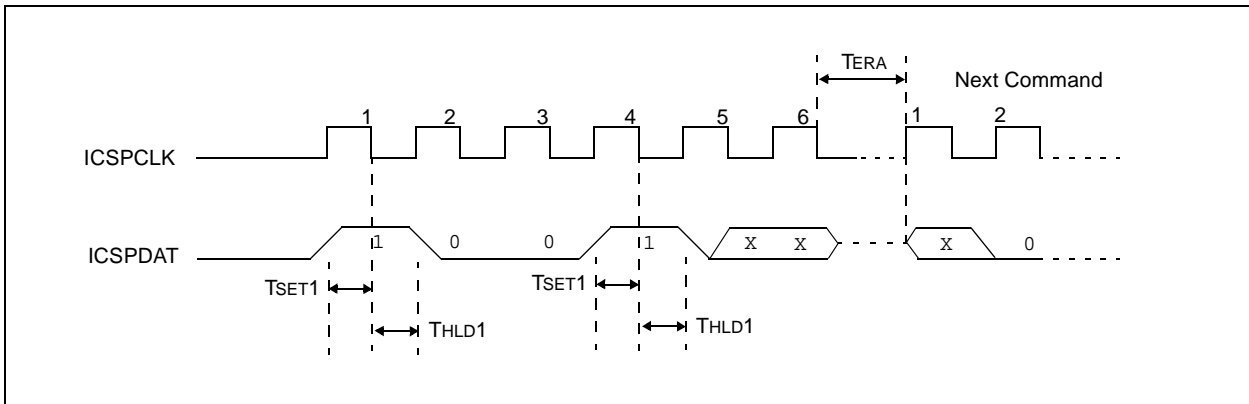 TERA
Next Command
1 2 3 4 5 6 1 2
ICSPCLK
ICSPDAT
1 0 0 1 X X X 0
TSET1 TSET1
THLD1 THLD1